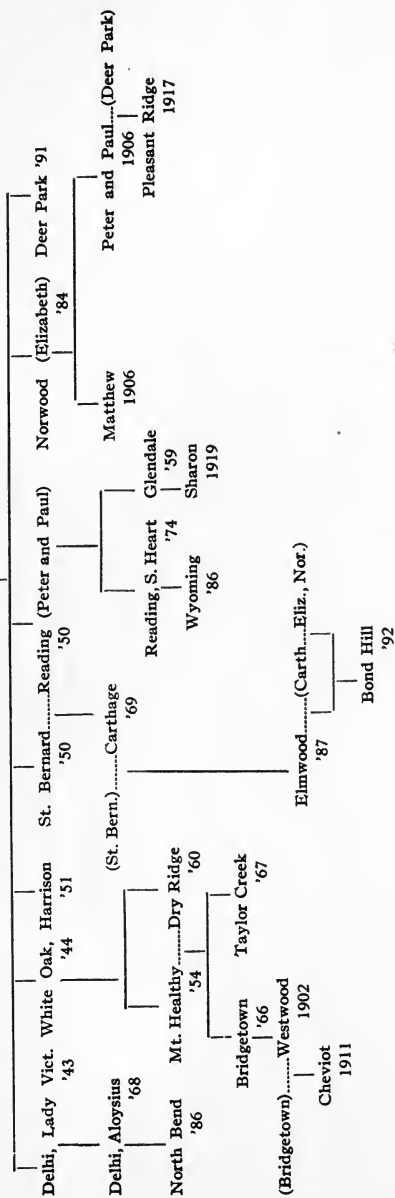 Delhi, Lady Vict. White Oak, Harrison St. Bernard........Reading (Peter and Paul) Norwood (Elizabeth) Deer Park '91
'43 '44 '51 '50 '50 '84
Delhi, Aloysius (St. Bern.)........Carthage Matthew Peter and Paul....(Deer Park)
'68 '69 1906 1906
North Bend Mt. Healthy........Dry Ridge Reading, S. Heart Glendale Pleasant Ridge
'86 '54 '60 '74 '59 1917
Wyoming Sharon
'86 1919
Bridgetown Taylor Creek Elmwood........(Carth....Eliz., Nor.)
'66 '67 '87
(Bridgetown)........Westwood Bond Hill
1902 '92
Cheviot
1911